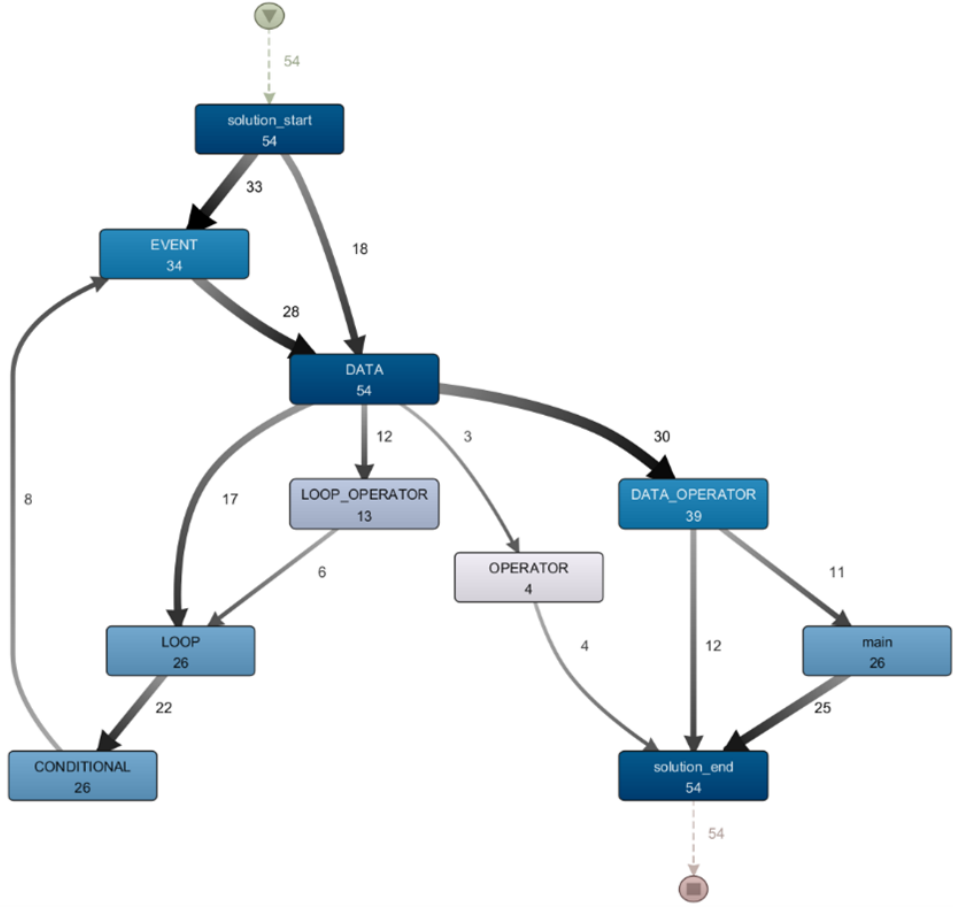 54
solution_start
54
33
EVENT
34
18
28
DATA
54
12
3
30
8
17
LOOP_OPERATOR
13
DATA_OPERATOR
39
6
OPERATOR
4
11
LOOP
26
4
12
main
26
22
25
CONDITIONAL
26
solution_end
54
54